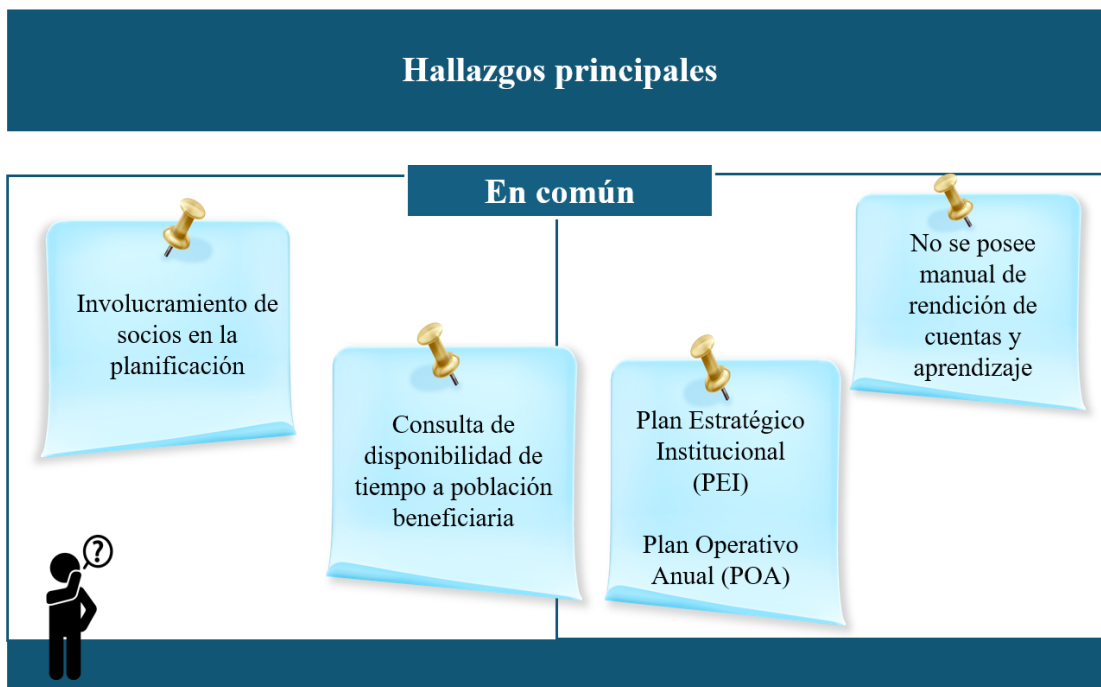 Hallazgos principales
En común
Involucramiento de
socios en la
planificación
Consulta de
disponibilidad de
tiempo a población
beneficiaria
Plan Estratégico
Institucional
(PEI)
Plan Operativo
Anual (POA)
No se posee
manual de
rendición de
cuentas y
aprendizaje
?